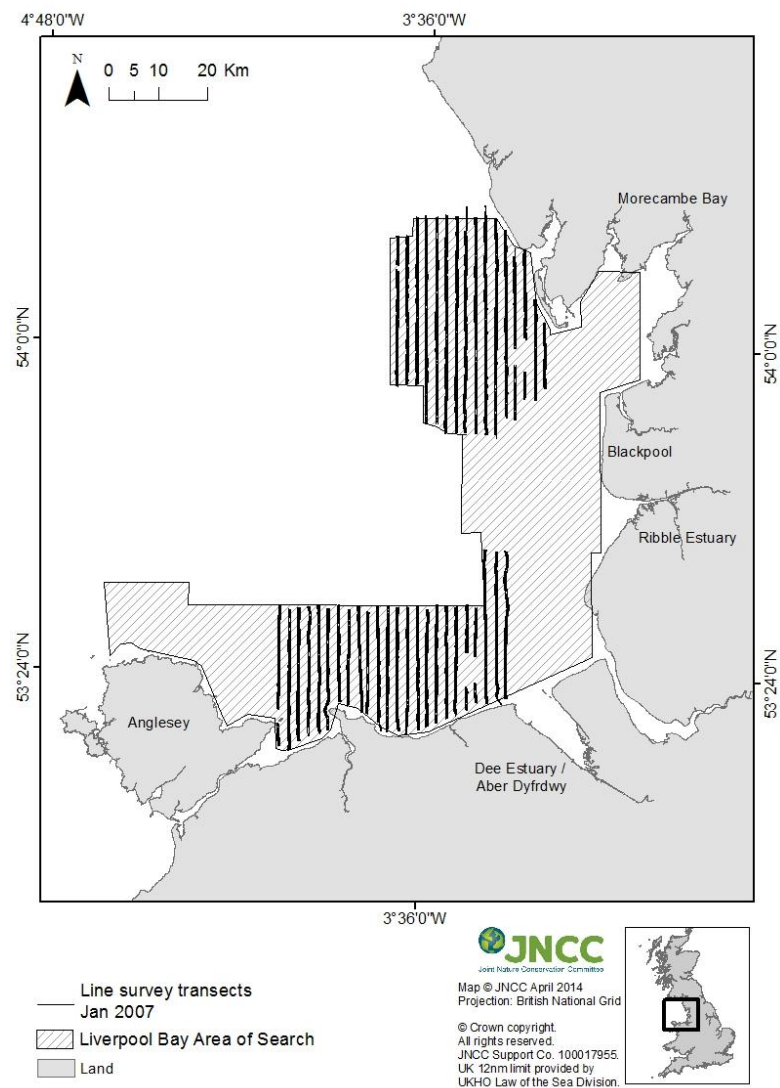 4°48'0"W
3°36'0"W
N
0 5 10 20 Km
Morecambe Bay
54°0'0"N
54°0'0"N
Blackpool
Ribble Estuary
53°24'0"N
53°24'0"N
Anglesey
Dee Estuary /
Aber Dyfrdwy
3°36'0"W
JNCC
Joint Nature Conservation Committee
Line survey transects
Jan 2007
Liverpool Bay Area of Search
Land
Map © JNCC April 2014
Projection: British National Grid
© Crown copyright.
All rights reserved.
JNCC Support Co. 100017955.
UK 12nm limit provided by
UKHO Law of the Sea Division.